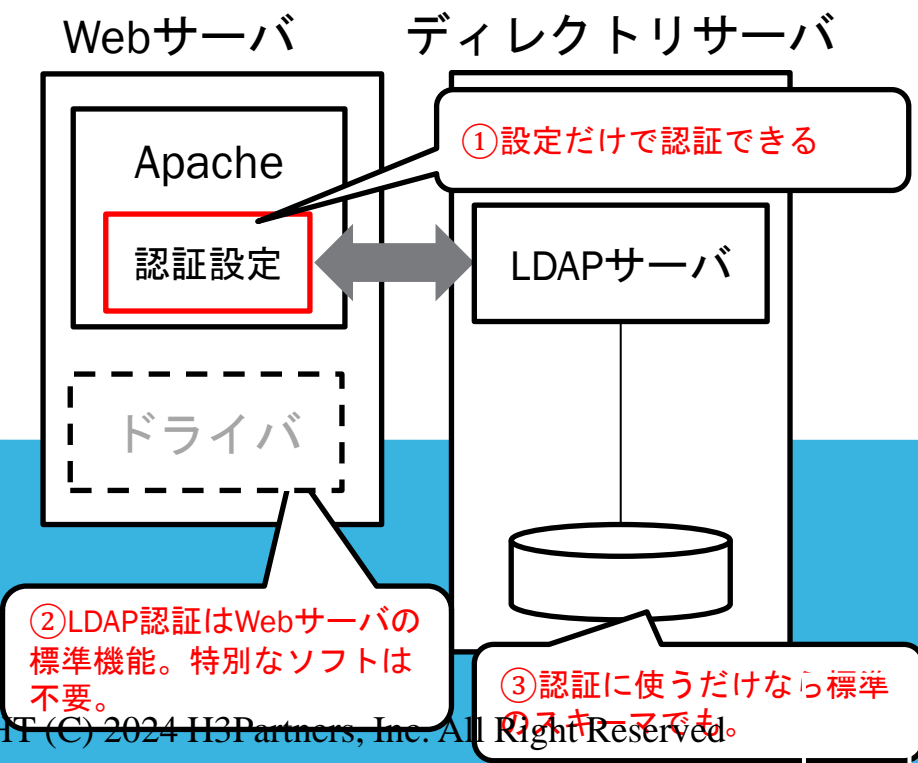 Webサーバ
ディレクトリサーバ
①設定だけで認証できる
Apache
認証設定
LDAPサーバ
ドライバ
②LDAP認証はWebサーバの
標準機能。特別なソフトは
不要。
③認証に使うだけなら標準
のスキーマでも。
HT (C) 2024 H3Partners, Inc. All Right Reserved